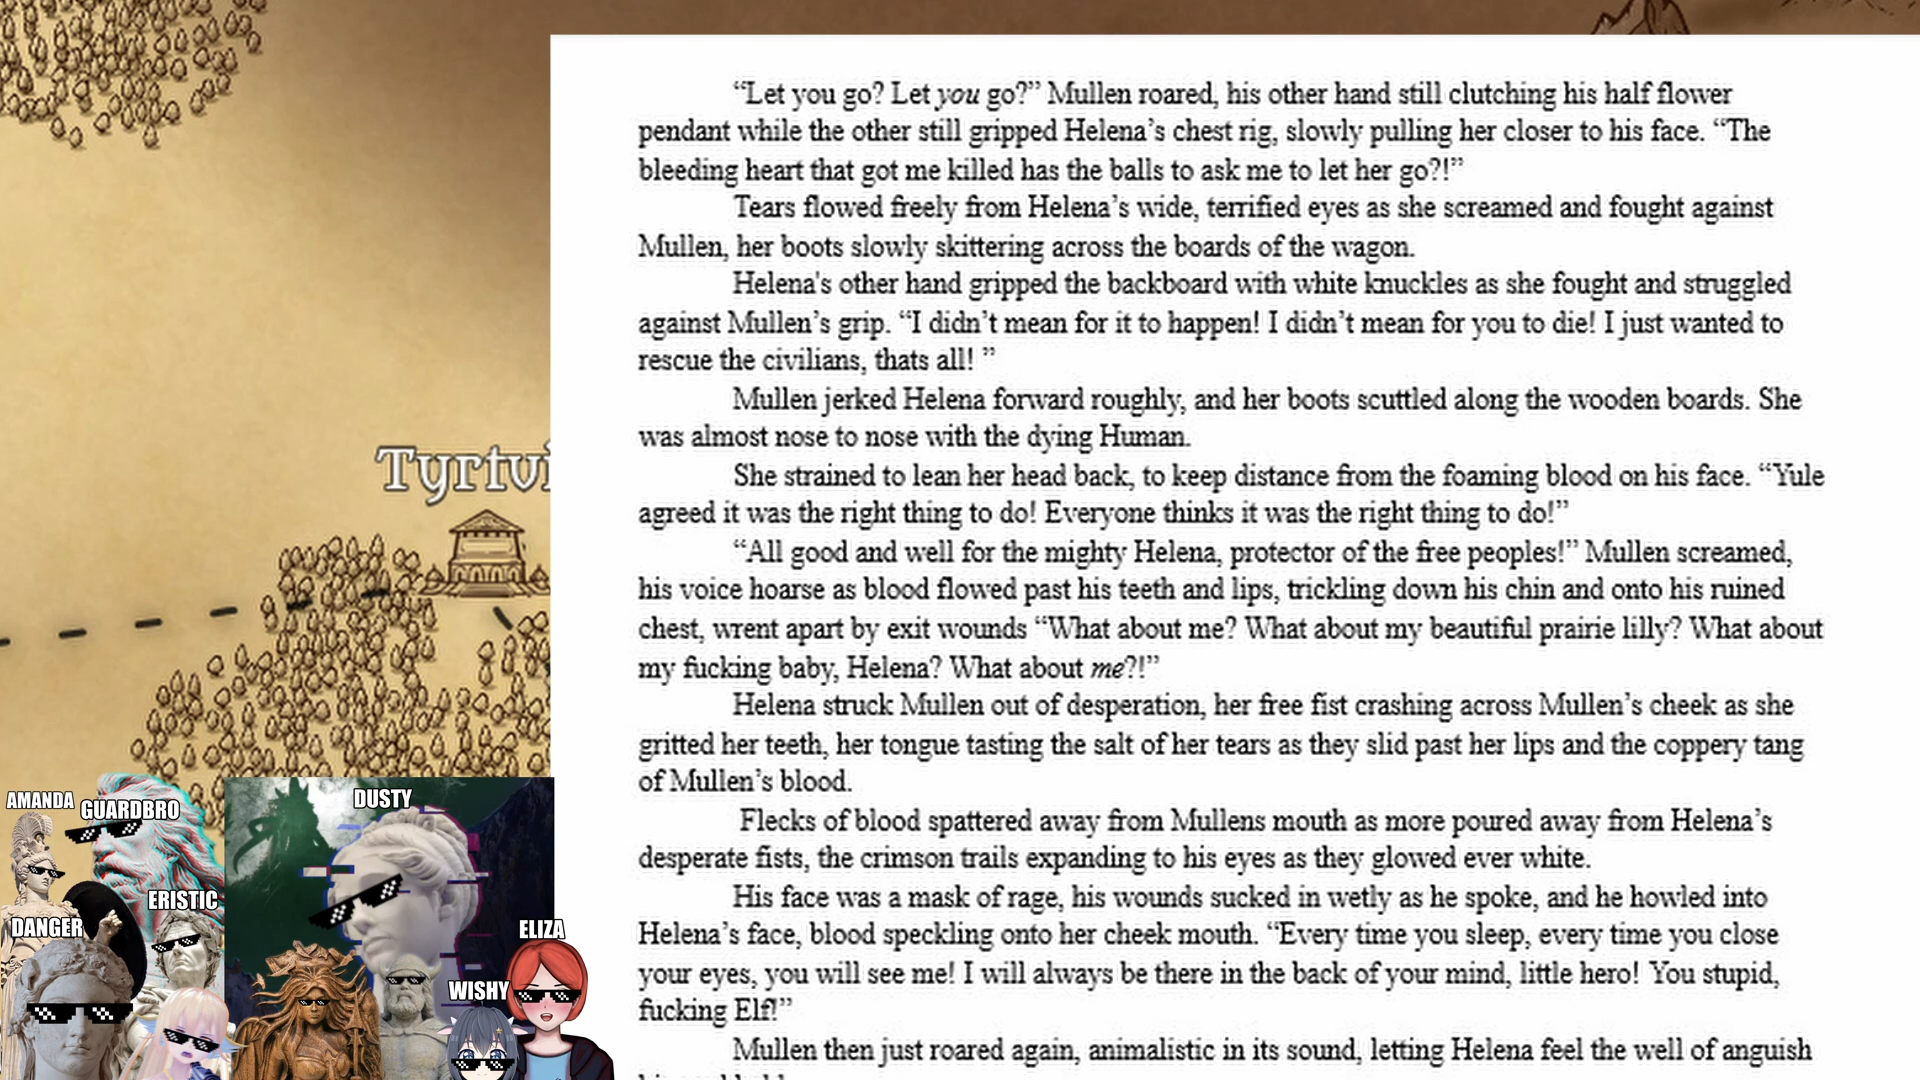 “Let you go? Let you go?” Mullen roared, his other hand still clutching his half flower
pendant while the other still gripped Helena’s chest rig, slowly pulling her closer to his face. “The
bleeding heart that got me killed has the balls to ask me to let her go?!”
Tears flowed freely from Helena’s wide, terrified eyes as she screamed and fought against
Mullen, her boots slowly skittering across the boards of the wagon.
Helena's other hand gripped the backboard with white knuckles as she fought and struggled
against Mullen’s grip. “I didn’t mean for it to happen! I didn’t mean for you to die! I just wanted to
rescue the civilians, thats all! ”
Mullen jerked Helena forward roughly, and her boots scuttled along the wooden boards. She
was almost nose to nose with the dying Human.
She strained to lean her head back, to keep distance from the foaming blood on his face. “Yule
agreed it was the right thing to do! Everyone thinks it was the right thing to do!”
“All good and well for the mighty Helena, protector of the free peoples!” Mullen screamed,
his voice hoarse as blood flowed past his teeth and lips, trickling down his chin and onto his ruined
chest, wrent apart by exit wounds “What about me? What about my beautiful prairie lilly? What about
my fucking baby, Helena? What about me?!”
Helena struck Mullen out of desperation, her free fist crashing across Mullen’s cheek as she
gritted her teeth, her tongue tasting the salt of her tears as they slid past her lips and the coppery tang
of Mullen’s blood.
Flecks of blood spattered away from Mullens mouth as more poured away from Helena’s
desperate fists, the crimson trails expanding to his eyes as they glowed ever white.
His face was a mask of rage, his wounds sucked in wetly as he spoke, and he howled into
Helena’s face, blood speckling onto her cheek mouth. “Every time you sleep, every time you close
your eyes, you will see me! I will always be there in the back of your mind, little hero! You stupid,
fucking Elf!”
Mullen then just roared again, animalistic in its sound, letting Helena feel the well of anguish
Tyrtvi
AMANDA
GUARDBRO
DUSTY
ERISTIC
DANGER
ELIZA
WISHY